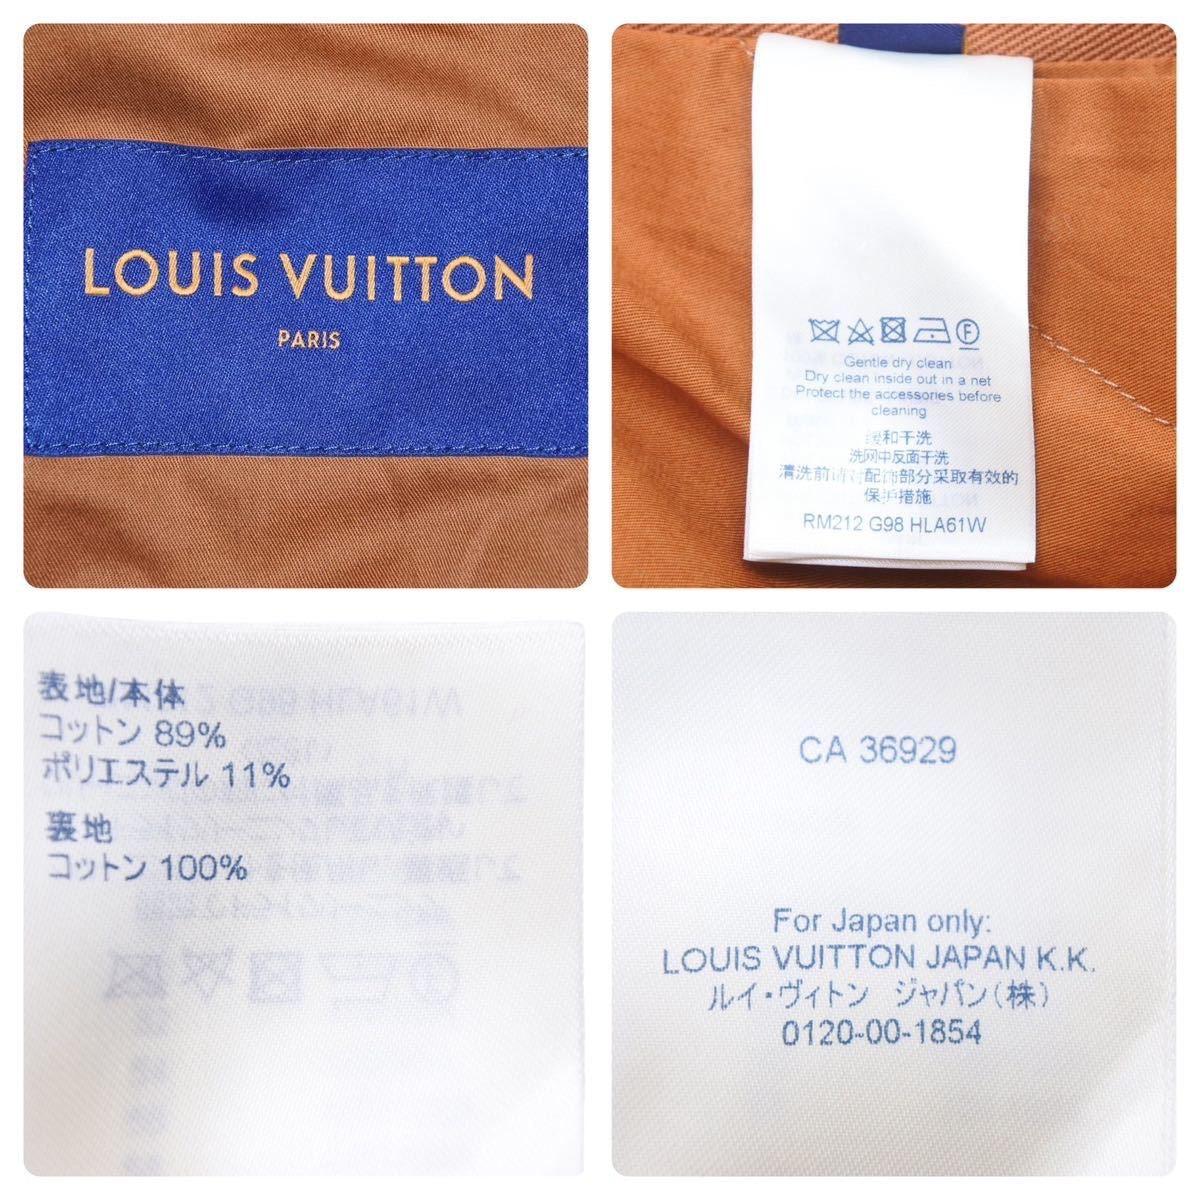 LOUIS VUITTON
PARIS
Gentle dry clean
Dry clean inside out in a net
Protect the accessories before
cleaning
缓和干洗
洗网中反面干洗
清洗前请对配饰部分采取有效的
保护措施
RM212 G98 HLA61W
表地/本体
コットン 89%
ポリエステル 11%
裏地
コットン 100%
CA 36929
For Japan only:
LOUIS VUITTON JAPAN K.K.
ルイ・ヴィトン ジャパン(株)
0120-00-1854